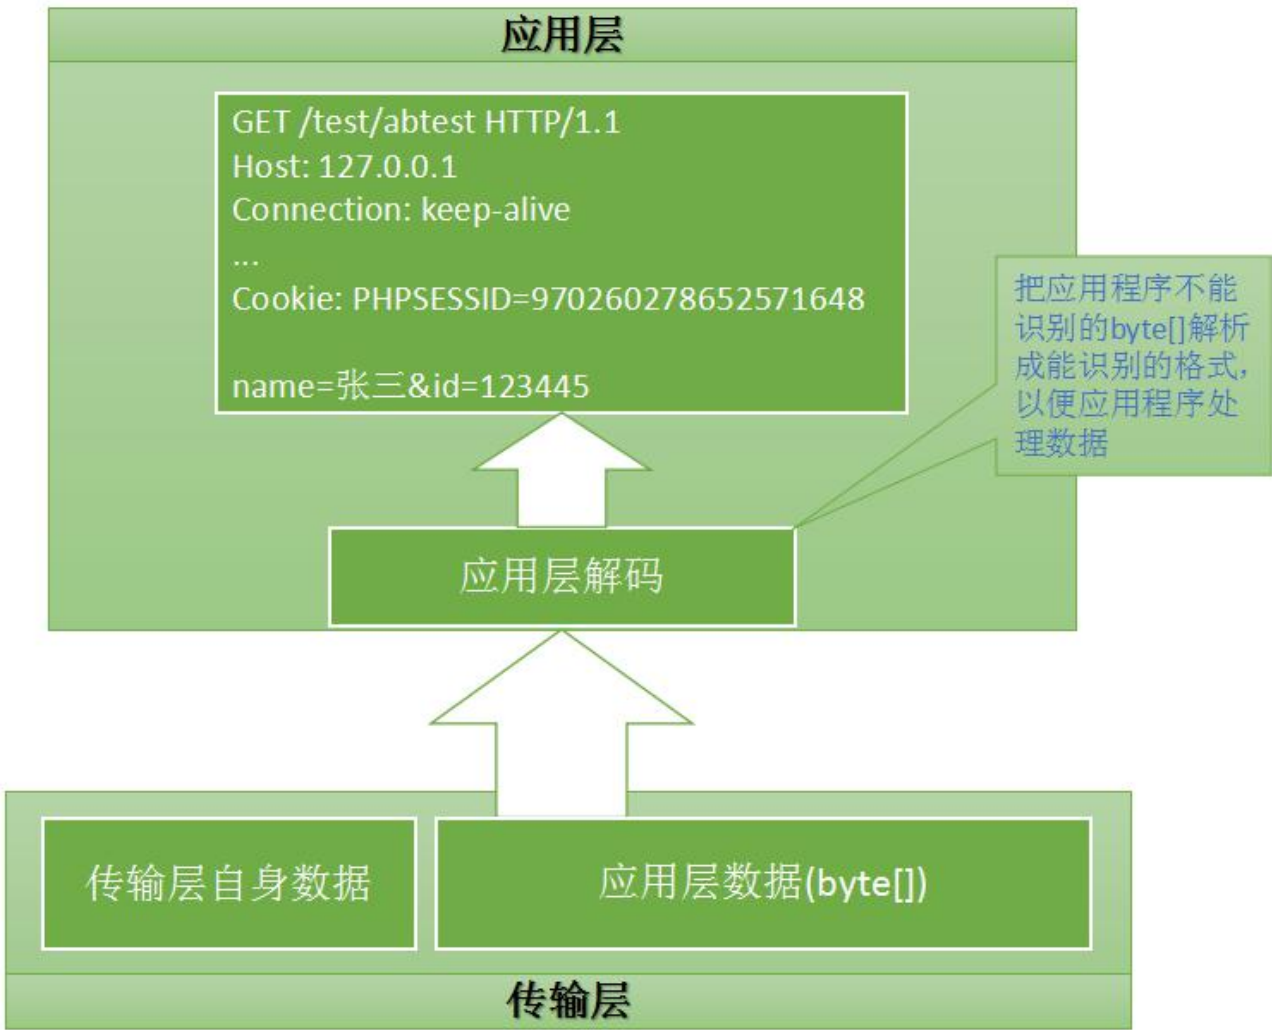 应用层
GET /test/abtest HTTP/1.1
Host: 127.0.0.1
Connection: keep-alive
...
Cookie: PHPSESSID=970260278652571648
name=张三&id=123445
把应用程序不能
识别的byte[]解析
成能识别的格式，
以便应用程序处
理数据
应用层解码
传输层自身数据
应用层数据(byte[])
传输层